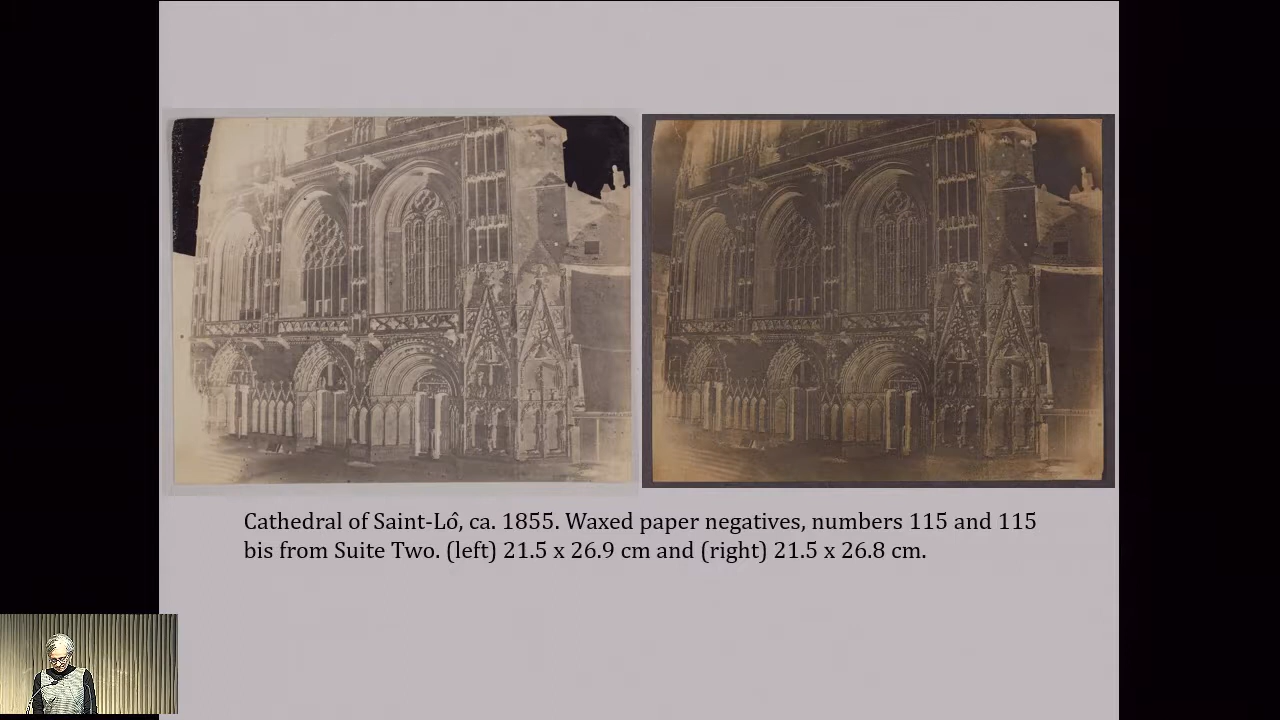 Cathedral of Saint-Lô, ca. 1855. Waxed paper negatives, numbers 115 and 115
bis from Suite Two. (left) 21.5 x 26.9 cm and (right) 21.5 x 26.8 cm.